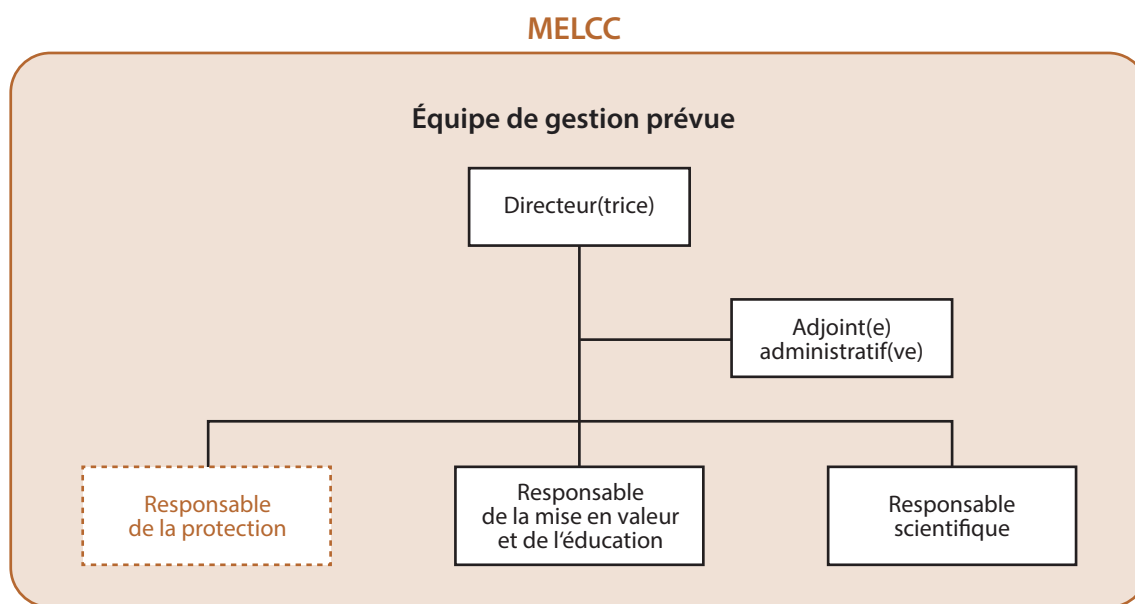 MELCC
Équipe de gestion prévue
Directeur(trice)
Adjoint(e)
administratif(ve)
Responsable
de la protection
Responsable
de la mise en valeur
et de l‘éducation
Responsable
scientifique